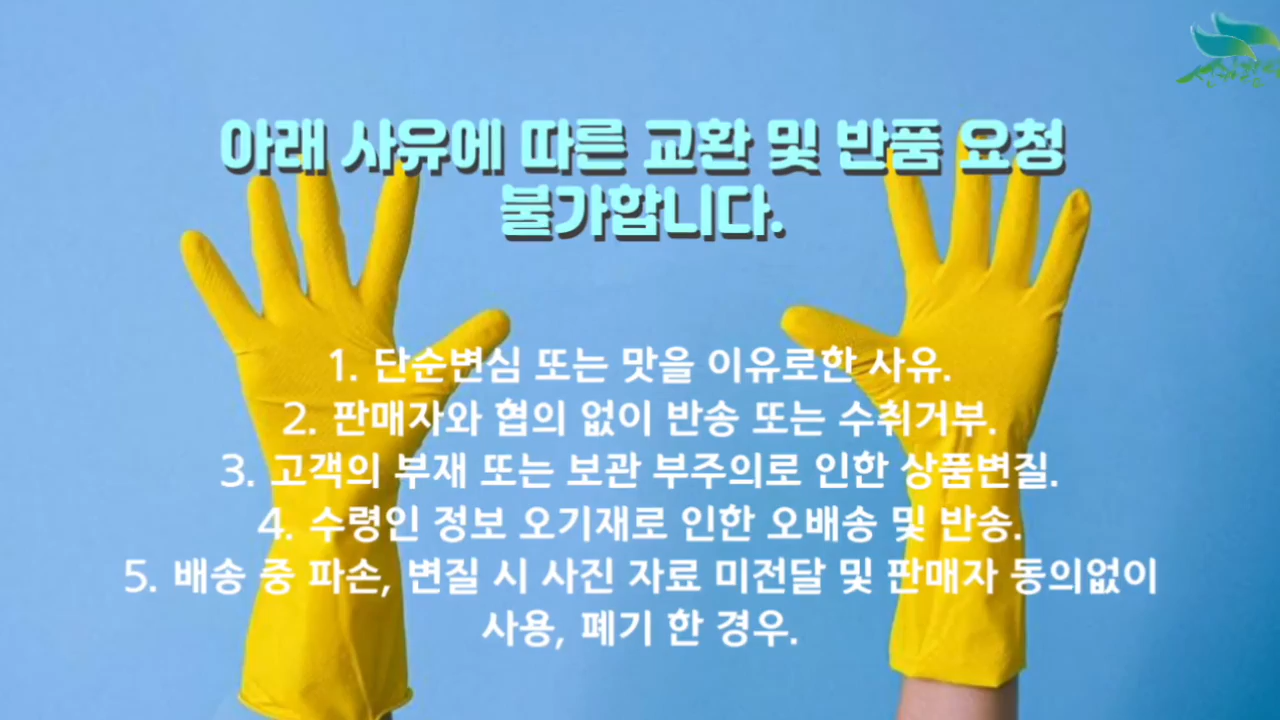 아래 사유에 따른 교환 및 반품 요청
불가합니다.
1. 단순변심 또는 맛을 이유로한 사유.
2. 판매자와 협의 없이 반송 또는 수취거부.
3. 고객의 부재 또는 보관 부주의로 인한 상품변질.
4. 수령인 정보 오기재로 인한 오배송 및 반송.
5. 배송 중 파손, 변질 시 사진 자료 미전달 및 판매자 동의없이
사용, 폐기 한 경우.